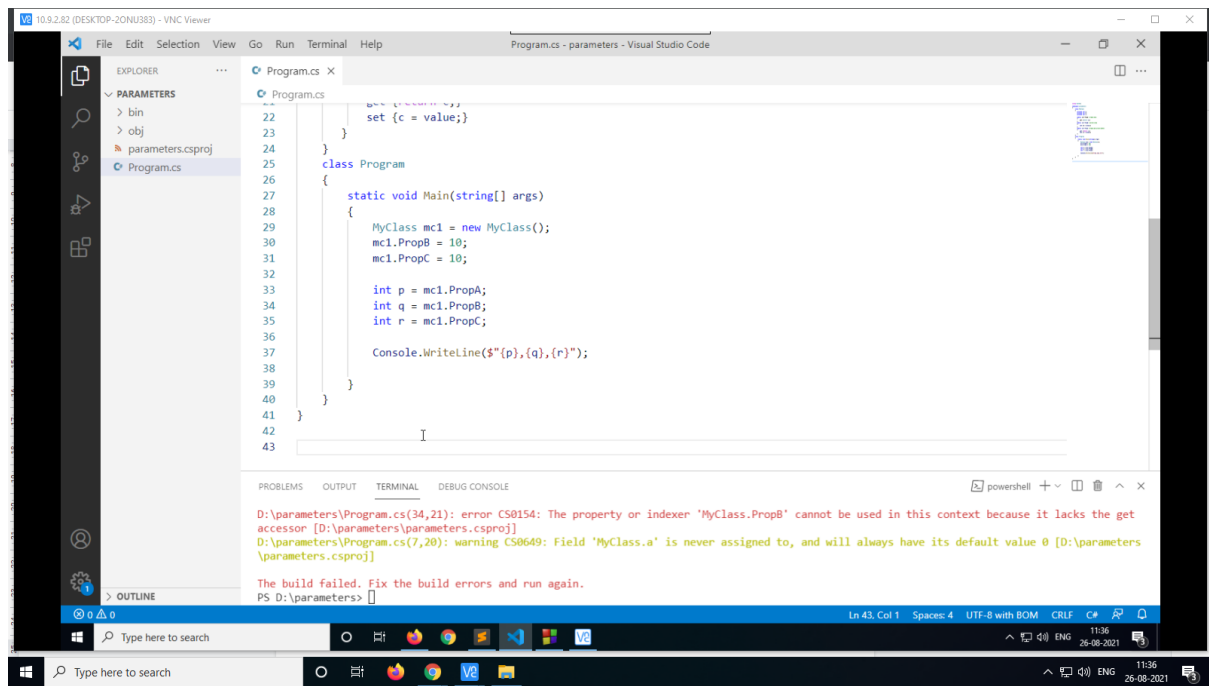 10.9.2.82 (DESKTOP-2ONU383) - VNC Viewer
File Edit Selection View Go Run Terminal Help
Program.cs - parameters - Visual Studio Code
EXPLORER
PARAMETERS
bin
obj
parameters.csproj
Program.cs
Program.cs
Program.cs
22 set {c = value;}
23 }
24 }
25 class Program
26 {
27 static void Main(string[] args)
28 {
29 MyClass mc1 = new MyClass();
30 mc1.PropB = 10;
31 mc1.PropC = 10;
32
33 int p = mc1.PropA;
34 int q = mc1.PropB;
35 int r = mc1.PropC;
36
37 Console.WriteLine($"{p},{q},{r}");
38
39 }
40 }
41 }
42
43
PROBLEMS OUTPUT TERMINAL DEBUG CONSOLE
powershell
D:\parameters\Program.cs(34,21): error CS0154: The property or indexer 'MyClass.PropB' cannot be used in this context because it lacks the get
accessor [D:\parameters\parameters.csproj]
D:\parameters\Program.cs(7,20): warning CS0649: Field 'MyClass.a' is never assigned to, and will always have its default value 0 [D:\parameters
\parameters.csproj]
The build failed. Fix the build errors and run again.
PS D:\parameters>
OUTLINE
0 0
Ln 43, Col 1 Spaces: 4 UTF-8 with BOM CRLF C#
Type here to search
ENG
11:36
26-08-2021
3
Type here to search
ENG
11:36
26-08-2021
3